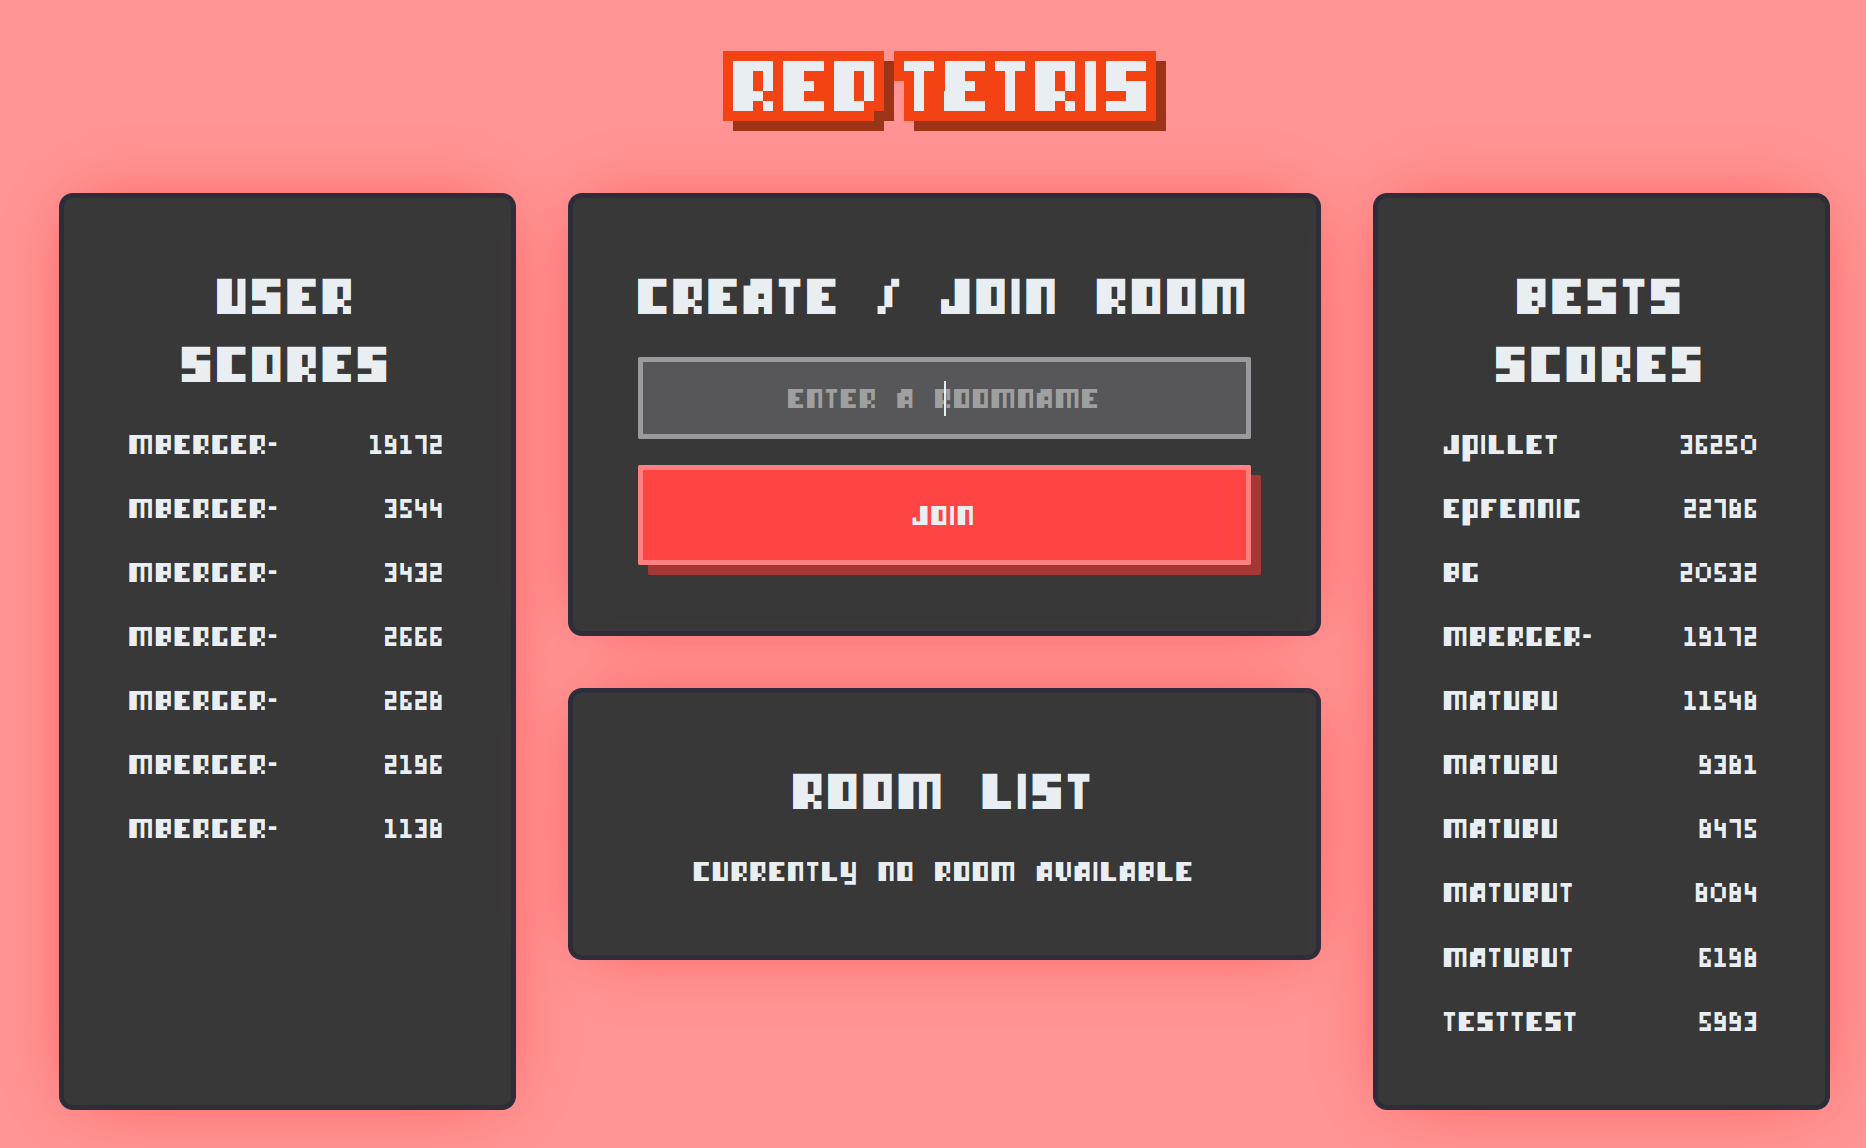 RED TETRIS
USER
SCORES
MBERGER- 19172
MBERGER- 3544
MBERGER- 3432
MBERGER- 2666
MBERGER- 2628
MBERGER- 2196
MBERGER- 1138
CREATE / JOIN ROOM
ENTER A ROOMNAME
JOIN
ROOM LIST
CURRENTLY NO ROOM AVAILABLE
BESTS
SCORES
JPILLET 36250
EPFENNIG 22786
BG 20532
MBERGER- 19172
MATUBU 11548
MATUBU 9381
MATUBU 8475
MATUBUT 8084
MATUBUT 6198
TESTTEST 5993